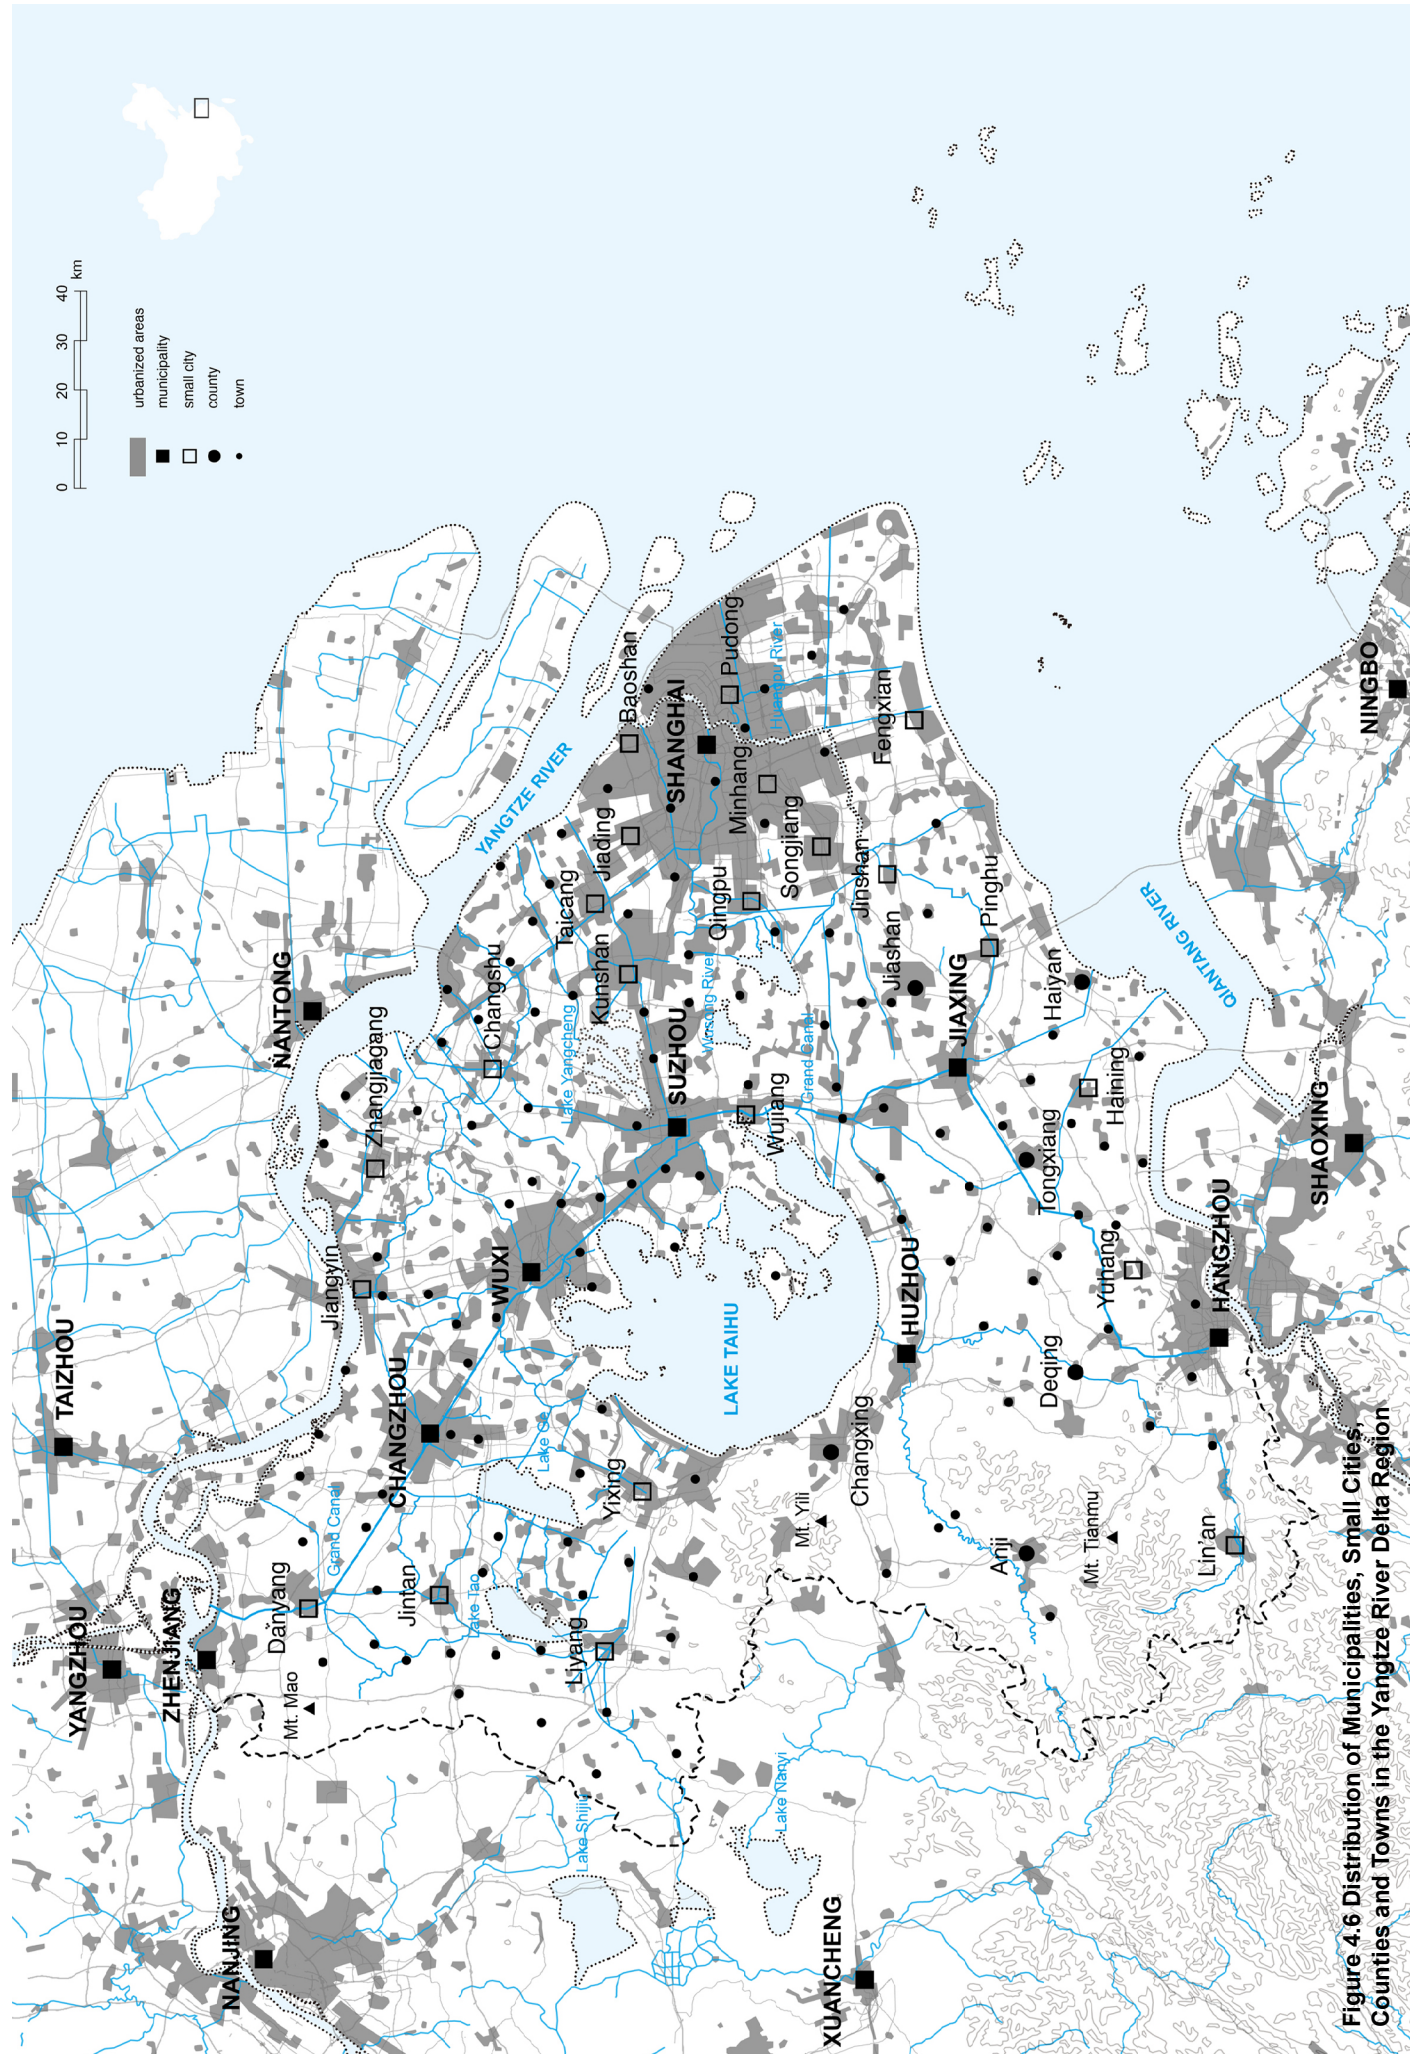 0 10 20 30 40 km
urbanized areas
municipality
small city
county
town
TAIZHOU
YANGZHOU
ZHENJIANG
NANJING
NANTONG
Zhangjiagang
Jiangyin
CHANGZHOU
Grand Canal
Danyang
Mt. Mao
Jintan
Lake Tao
Lake Ge
WUXI
Liyang
Yixing
Lake Shijiu
Lake Nanyi
XUANCHENG
YANGTZE RIVER
Changshu
Taicang
Jiading
Kunshan
Lake Yangcheng
SUZHOU
Wusong River
Wujiang
Grand Canal
Baoshan
SHANGHAI
Pudong
Huangpu River
Minhang
Songjiang
Qingpu
Fengxian
Jinshan
Jiashan
Pinghu
JIAXING
Haiyan
Haining
Tongxiang
LAKE TAIHU
HUZHOU
Changxing
Mt. Yili
Anji
Mt. Tianmu
Deqing
Yuhang
Lin’an
HANGZHOU
QIANTANG RIVER
SHAOXING
NINGBO
Figure 4.6 Distribution of Municipalities, Small Cities,
Counties and Towns in the Yangtze River Delta Region